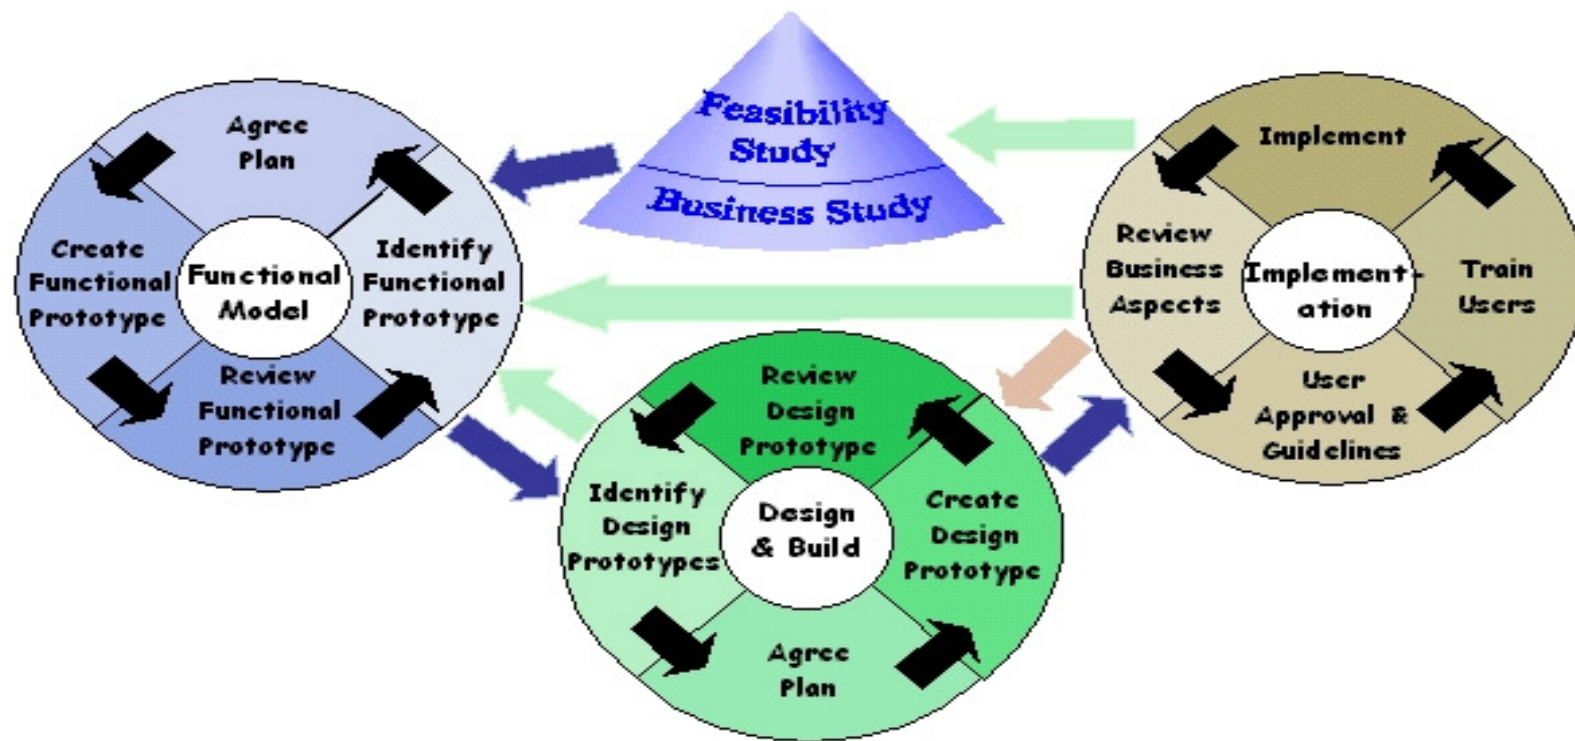 Feasibility
Study
Business Study
Agree
Plan
Create
Functional
Prototype
Functional
Model
Identify
Functional
Prototype
Review
Functional
Prototype
Review
Design
Prototype
Identify
Design
Prototypes
Design
& Build
Create
Design
Prototype
Agree
Plan
Implement
Review
Business
Aspects
Implement-
ation
Train
Users
User
Approval &
Guidelines